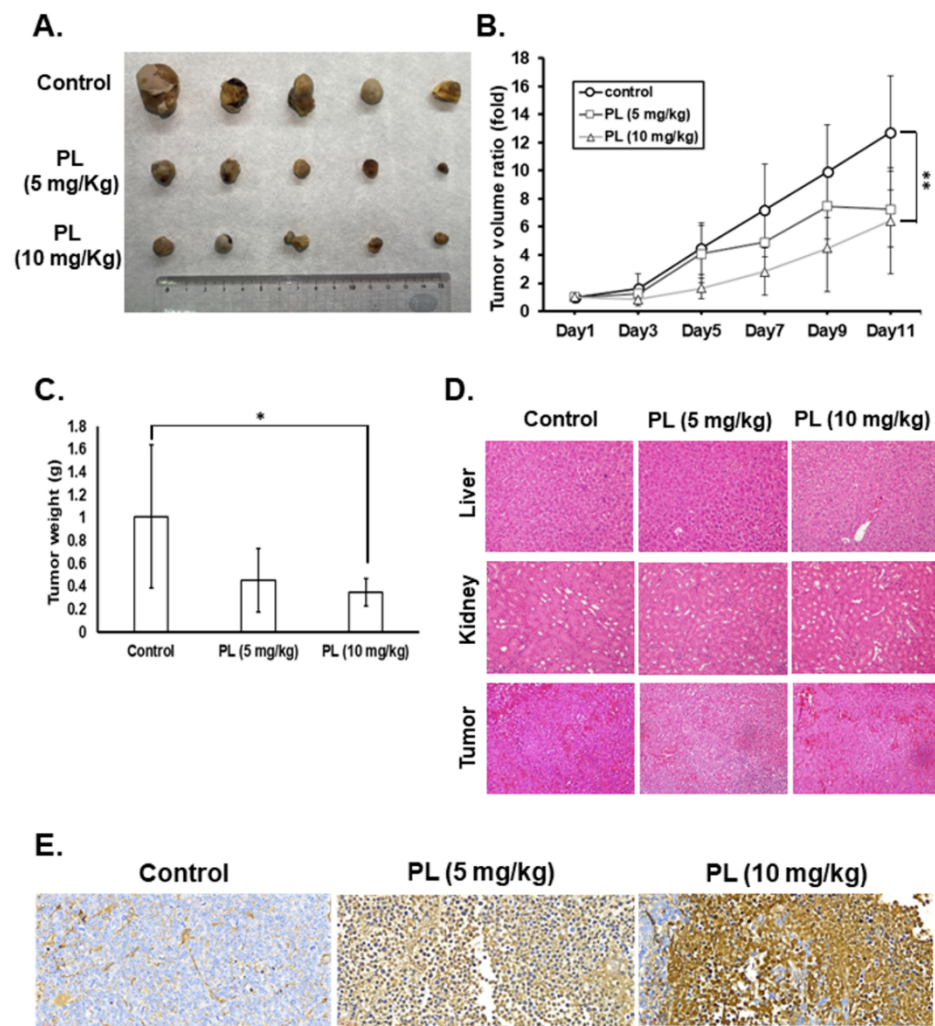 A.
Control
PL
(5 mg/Kg)
PL
(10 mg/Kg)
B.
Tumor volume ratio (fold)
18
16
14
12
10
8
6
4
2
0
control
PL (5 mg/kg)
PL (10 mg/kg)
**
Day1 Day3 Day5 Day7 Day9 Day11
C.
Tumor weight (g)
1.8
1.6
1.4
1.2
1
0.8
0.6
0.4
0.2
0
*
Control PL (5 mg/kg) PL (10 mg/kg)
D.
Control PL (5 mg/kg) PL (10 mg/kg)
Liver
Kidney
Tumor
E.
Control PL (5 mg/kg) PL (10 mg/kg)